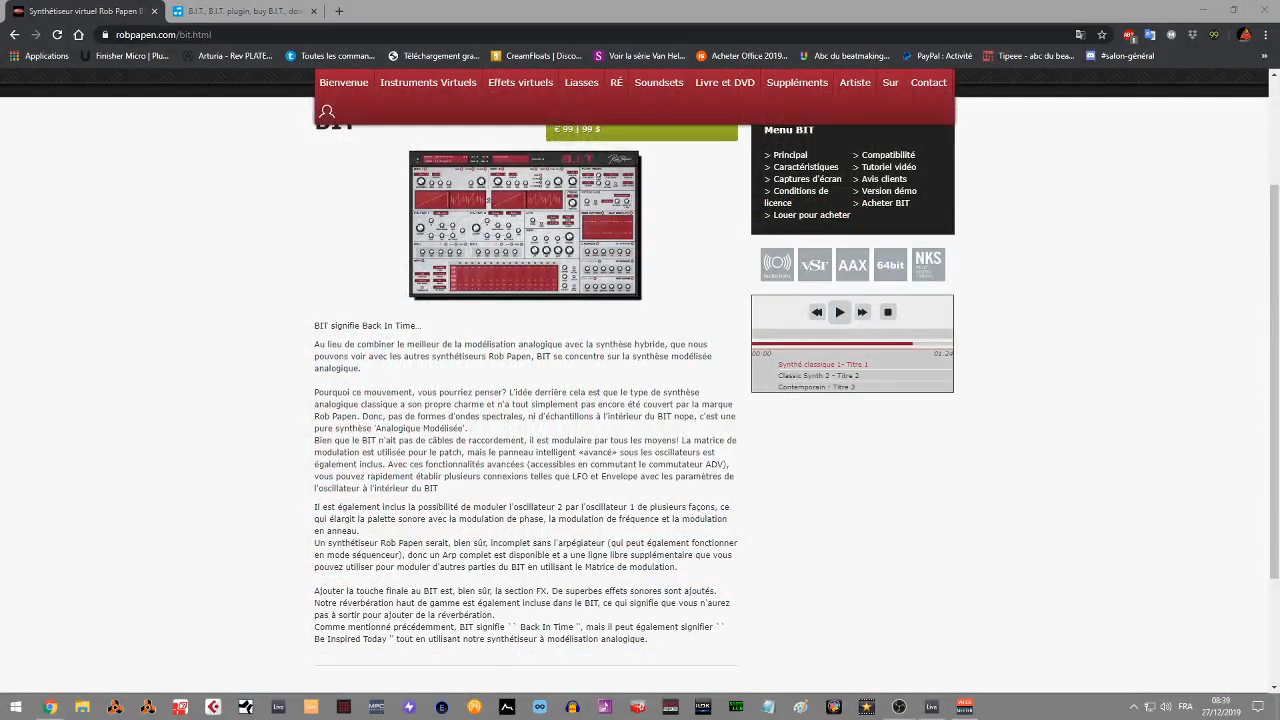 Synthétiseur virtuel Rob Papen B
B.I.T., B.I.T. plugin, buy B.I.T., dov
robpapen.com/bit.html
Applications
Finisher Micro | Plu...
Arturia - Rev PLATE...
Toutes les comman...
Téléchargement gra...
CreamFloats | Disco...
Voir la série Van Hel...
Acheter Office 2019...
Abc du beatmaking...
PayPal : Activité
Tipeee - abc du bea...
#salon-général
Bienvenue Instruments Virtuels Effets virtuels Liasses RÉ Soundsets Livre et DVD Suppléments Artiste Sur Contact
BIT
€ 99 | 99 $
BIT signifie Back In Time...
Au lieu de combiner le meilleur de la modélisation analogique avec la synthèse hybride, que nous
pouvons voir avec les autres synthétiseurs Rob Papen, BIT se concentre sur la synthèse modélisée
analogique.
Pourquoi ce mouvement, vous pourriez penser? L'idée derrière cela est que le type de synthèse
analogique classique a son propre charme et n'a tout simplement pas encore été couvert par la marque
Rob Papen. Donc, pas de formes d'ondes spectrales, ni d'échantillons à l'intérieur du BIT nope, c'est une
pure synthèse 'Analogique Modélisée'.
Bien que le BIT n'ait pas de câbles de raccordement, il est modulaire par tous les moyens! La matrice de
modulation est utilisée pour le patch, mais le panneau intelligent «avancé» sous les oscillateurs est
également inclus. Avec ces fonctionnalités avancées (accessibles en commutant le commutateur ADV),
vous pouvez rapidement établir plusieurs connexions telles que LFO et Envelope avec les paramètres de
l'oscillateur à l'intérieur du BIT
Il est également inclus la possibilité de moduler l'oscillateur 2 par l'oscillateur 1 de plusieurs façons, ce
qui élargit la palette sonore avec la modulation de phase, la modulation de fréquence et la modulation
en anneau.
Un synthétiseur Rob Papen serait, bien sûr, incomplet sans l'arpégiateur (qui peut également fonctionner
en mode séquenceur), donc un Arp complet est disponible et a une ligne libre supplémentaire que vous
pouvez utiliser pour moduler d'autres parties du BIT en utilisant le Matrice de modulation.
Ajouter la touche finale au BIT est, bien sûr, la section FX. De superbes effets sonores sont ajoutés.
Notre réverbération haut de gamme est également incluse dans le BIT, ce qui signifie que vous n'aurez
pas à sortir pour ajouter de la réverbération.
Comme mentionné précédemment, BIT signifie `` Back In Time '', mais il peut également signifier ``
Be Inspired Today '' tout en utilisant notre synthétiseur à modélisation analogique.
Menu BIT
> Principal
> Caractéristiques
> Captures d'écran
> Conditions de
licence
> Louer pour acheter
> Compatibilité
> Tutoriel vidéo
> Avis clients
> Version démo
> Acheter BIT
VST AAX 64bit NKS
00:00 01:24
Synthé classique 1- Titre 1
Classic Synth 2 - Titre 2
Contemporain - Titre 3
FRA
08:39
27/12/2019